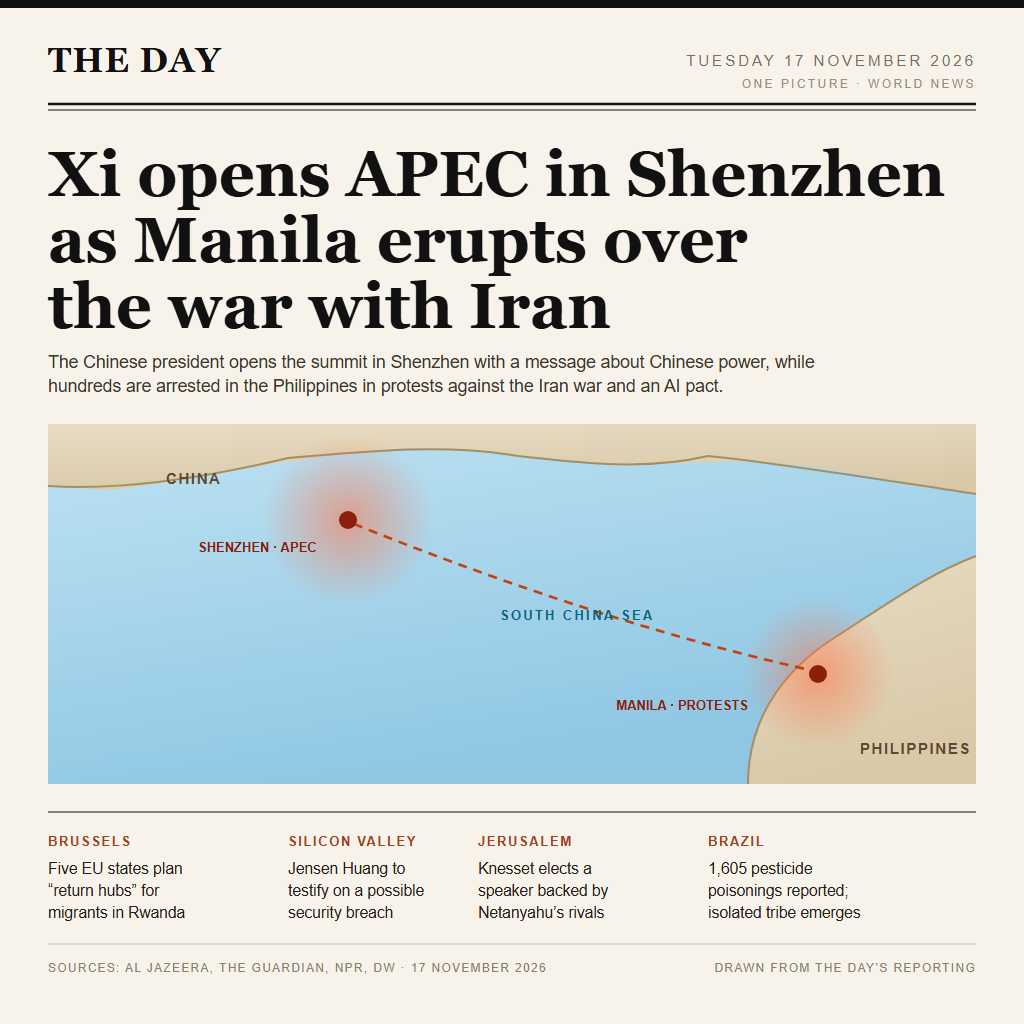 THE DAY
TUESDAY 17 NOVEMBER 2026
ONE PICTURE · WORLD NEWS
Xi opens APEC in Shenzhen
as Manila erupts over
the war with Iran
The Chinese president opens the summit in Shenzhen with a message about Chinese power, while
hundreds are arrested in the Philippines in protests against the Iran war and an AI pact.
CHINA
SHENZHEN · APEC
SOUTH CHINA SEA
MANILA · PROTESTS
PHILIPPINES
BRUSSELS
Five EU states plan
“return hubs” for
migrants in Rwanda
SILICON VALLEY
Jensen Huang to
testify on a possible
security breach
JERUSALEM
Knesset elects a
speaker backed by
Netanyahu’s rivals
BRAZIL
1,605 pesticide
poisonings reported;
isolated tribe emerges
SOURCES: AL JAZEERA, THE GUARDIAN, NPR, DW · 17 NOVEMBER 2026
DRAWN FROM THE DAY’S REPORTING